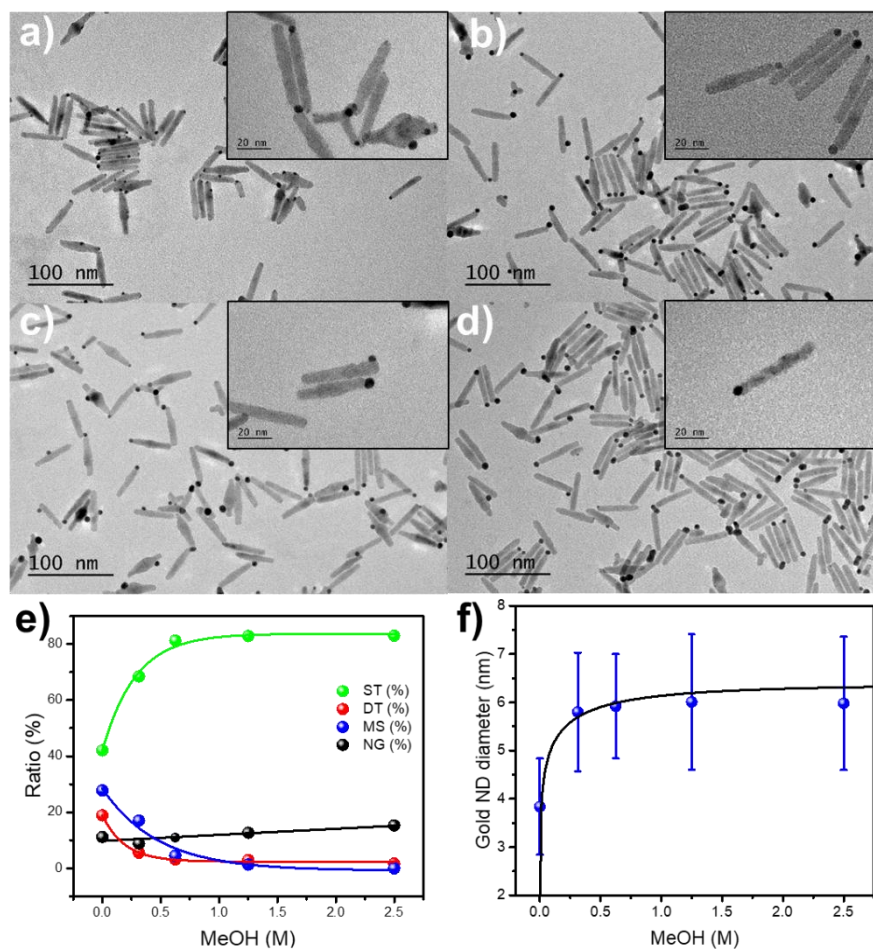 a)
20 nm
100 nm
b)
20 nm
100 nm
c)
20 nm
100 nm
d)
20 nm
100 nm
e)
80
60
40
20
0
Ratio (%)
ST (%)
DT (%)
MS (%)
NG (%)
0.0 0.5 1.0 1.5 2.0 2.5
MeOH (M)
f)
8
7
6
5
4
3
2
Gold ND diameter (nm)
0.0 0.5 1.0 1.5 2.0 2.5
MeOH (M)